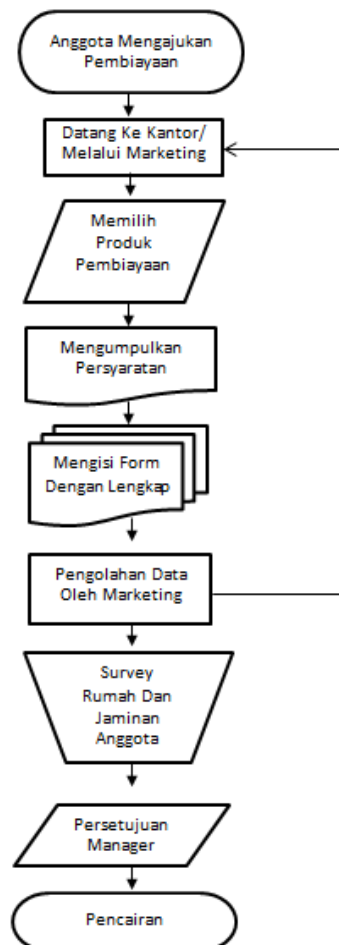 Anggota Mengajukan
Pembiayaan
Datang Ke Kantor/
Melalui Marketing
Memilih
Produk
Pembiayaan
Mengumpulkan
Persyaratan
Mengisi Form
Dengan Lengkap
Pengolahan Data
Oleh Marketing
Survey
Rumah Dan
Jaminan
Anggota
Persetujuan
Manager
Pencairan